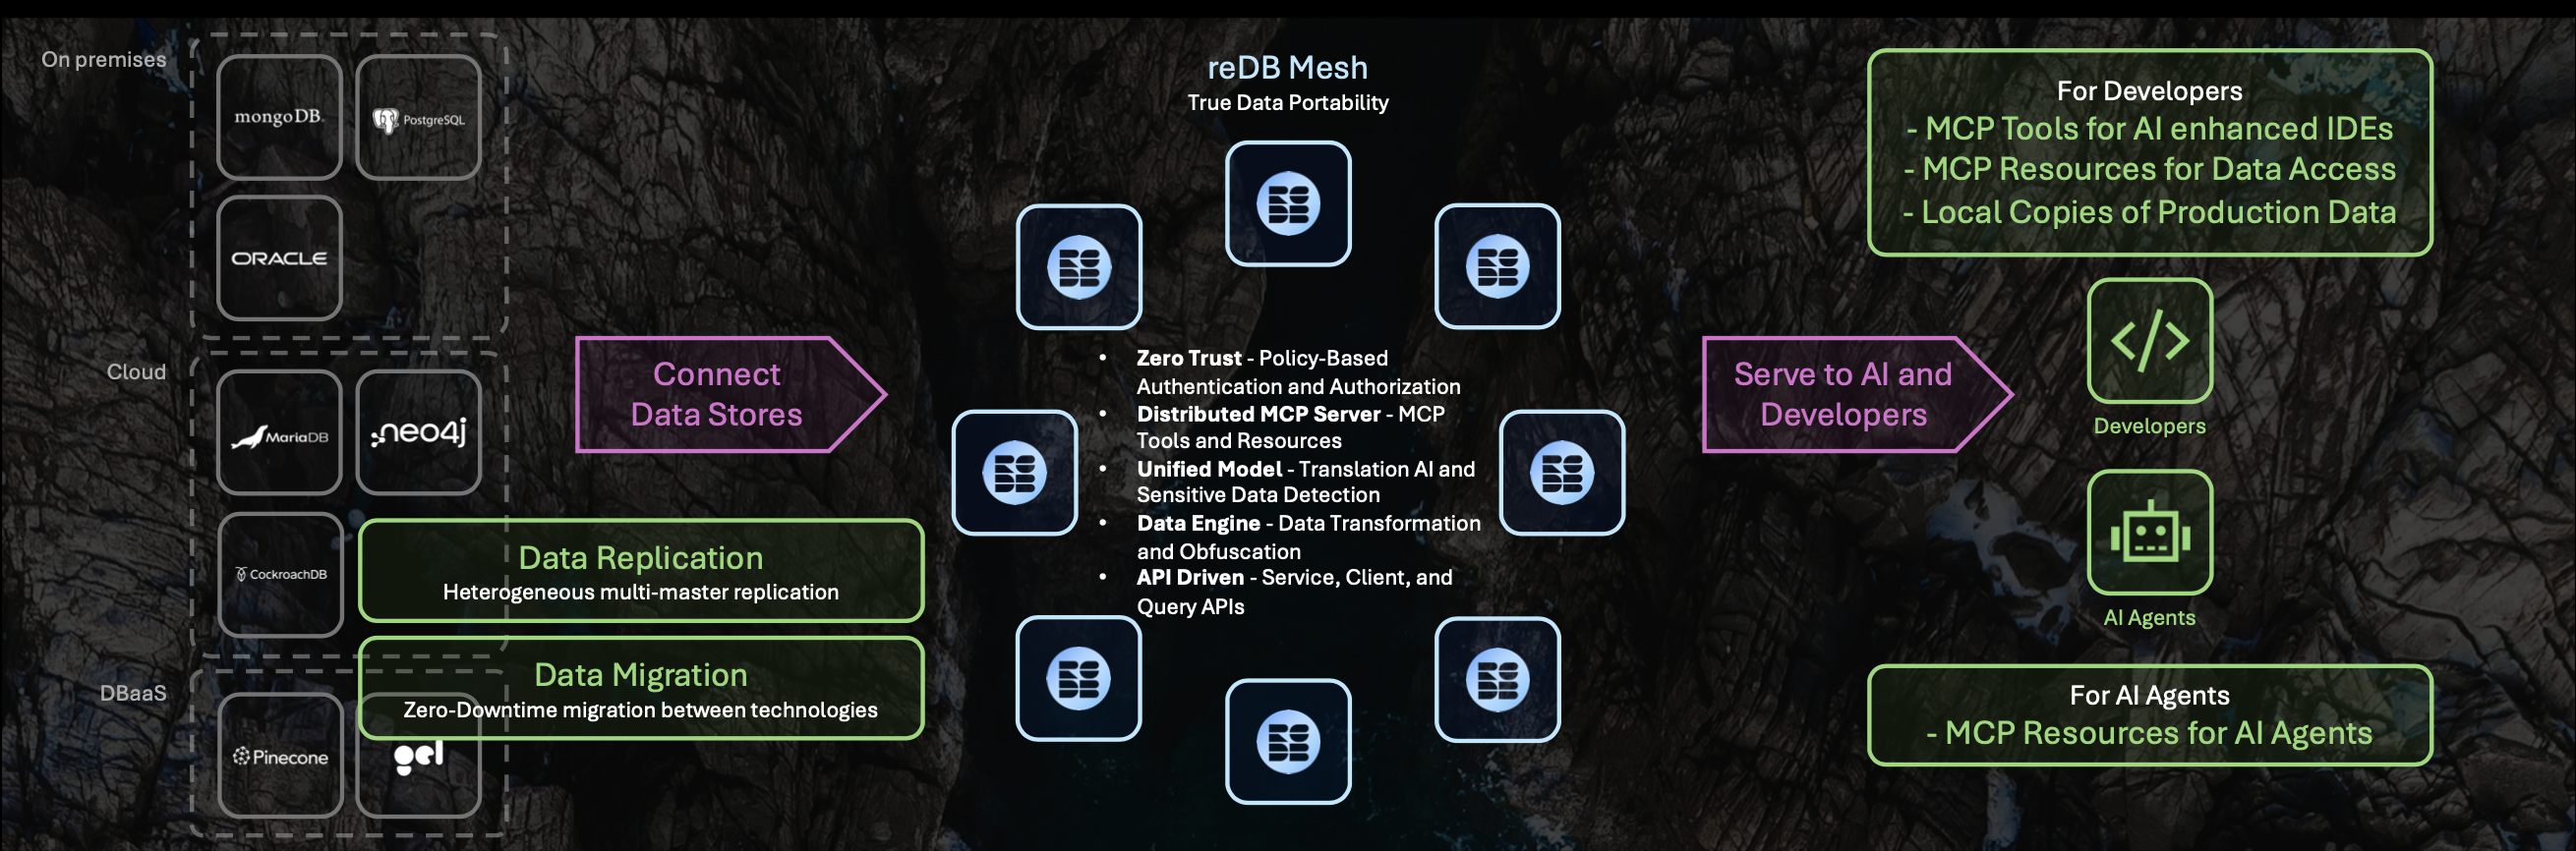 On premises
mongoDB.
PostgreSQL
ORACLE
Cloud
MariaDB
neo4j
CockroachDB
DBaaS
Pinecone
gel
Connect
Data Stores
Data Replication
Heterogeneous multi-master replication
Data Migration
Zero-Downtime migration between technologies
reDB Mesh
True Data Portability
• Zero Trust - Policy-Based
Authentication and Authorization
• Distributed MCP Server - MCP
Tools and Resources
• Unified Model - Translation AI and
Sensitive Data Detection
• Data Engine - Data Transformation
and Obfuscation
• API Driven - Service, Client, and
Query APIs
Serve to AI and
Developers
For Developers
- MCP Tools for AI enhanced IDEs
- MCP Resources for Data Access
- Local Copies of Production Data
</>
Developers
AI Agents
For AI Agents
- MCP Resources for AI Agents